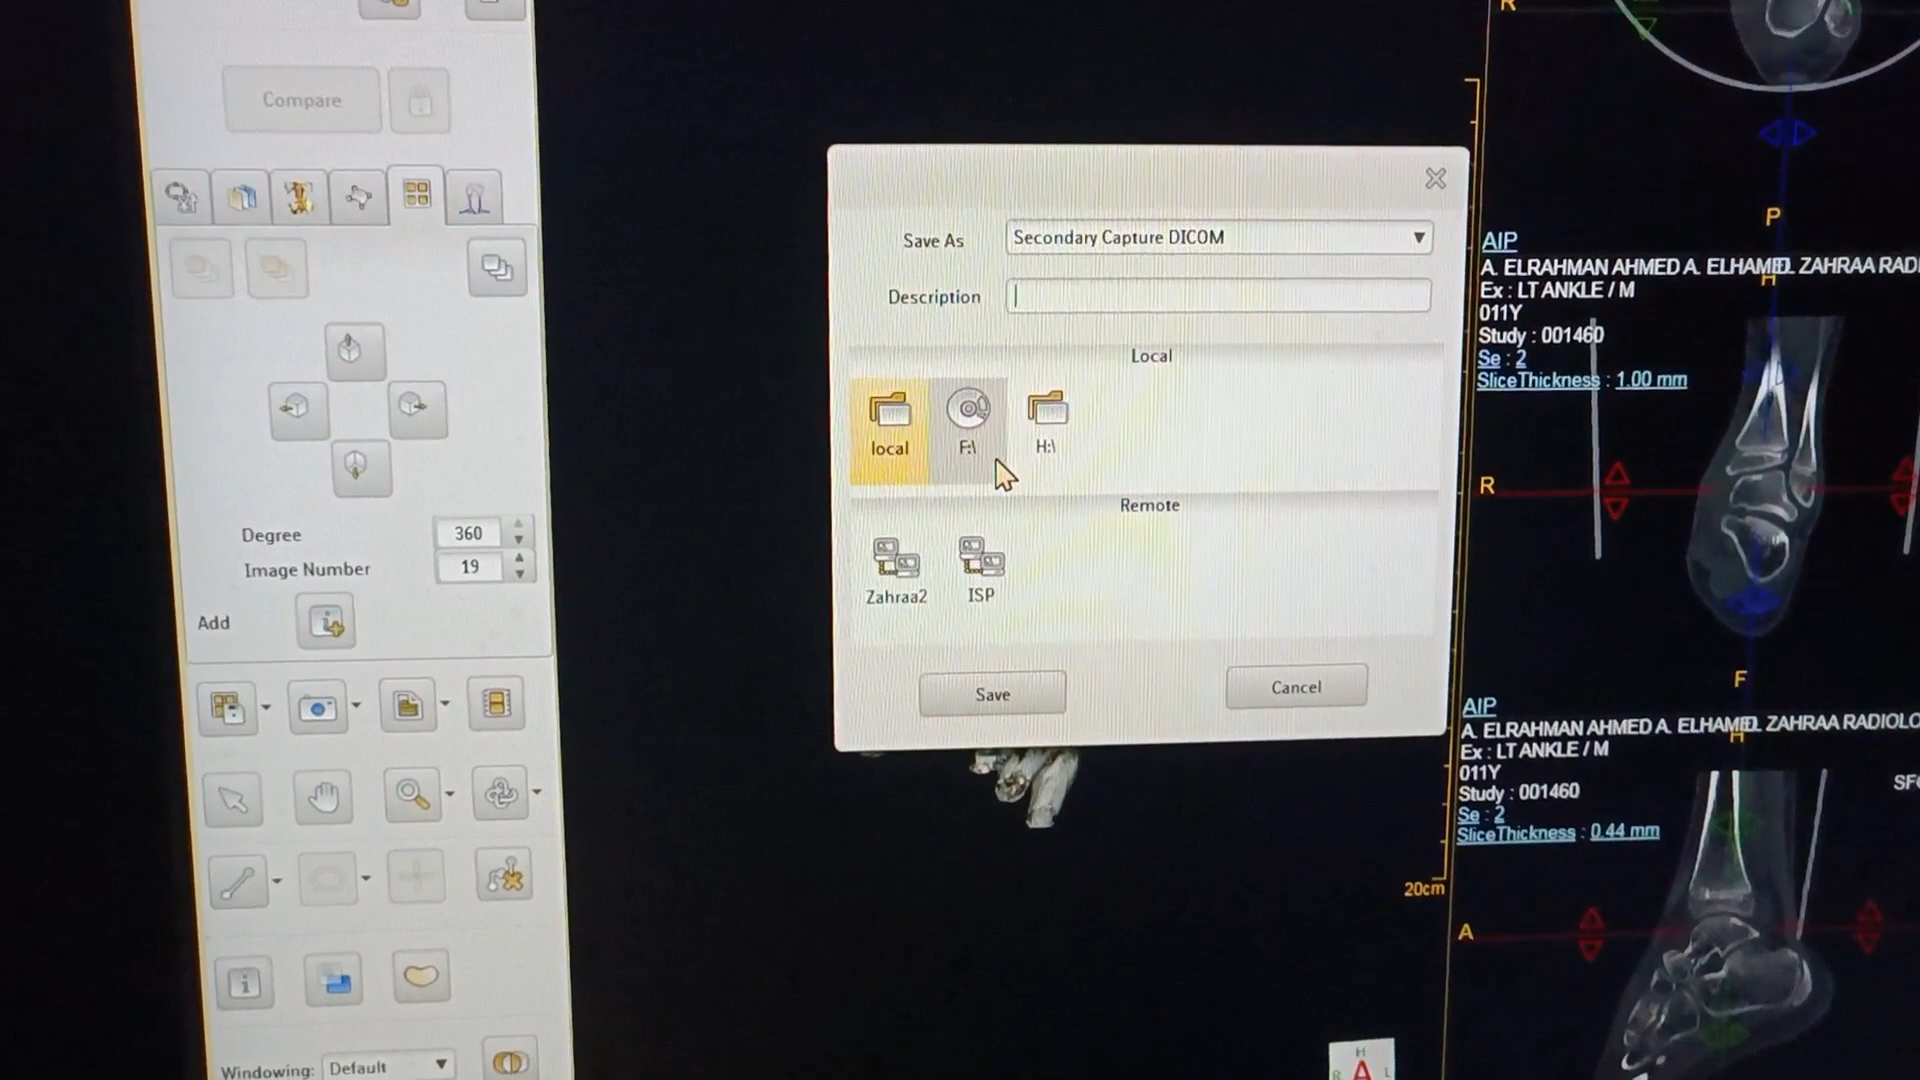 Compare
Degree
360
Image Number
19
Add
Windowing:
Default
Save As
Secondary Capture DICOM
Description
Local
local
F:\
H:\
Remote
Zahraa2
ISP
Save
Cancel
20cm
H
R A L
R
P
AIP
A. ELRAHMAN AHMED A. ELHAMED. ZAHRAA RADI
H
Ex : LT ANKLE / M
011Y
Study : 001460
Se : 2
SliceThickness : 1.00 mm
R
F
AIP
A. ELRAHMAN AHMED A. ELHAMED. ZAHRAA RADIOLO
H
Ex : LT ANKLE / M
011Y
Study : 001460
Se : 2
SliceThickness : 0.44 mm
A